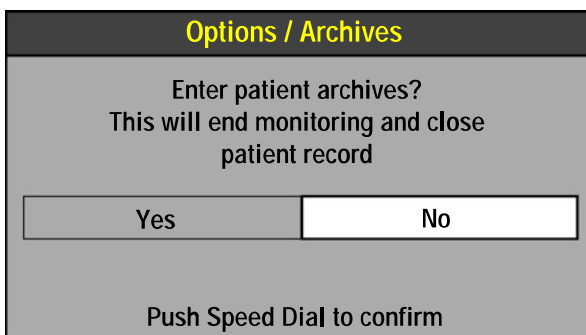 Options / Archives
Enter patient archives?
This will end monitoring and close
patient record
Yes
No
Push Speed Dial to confirm